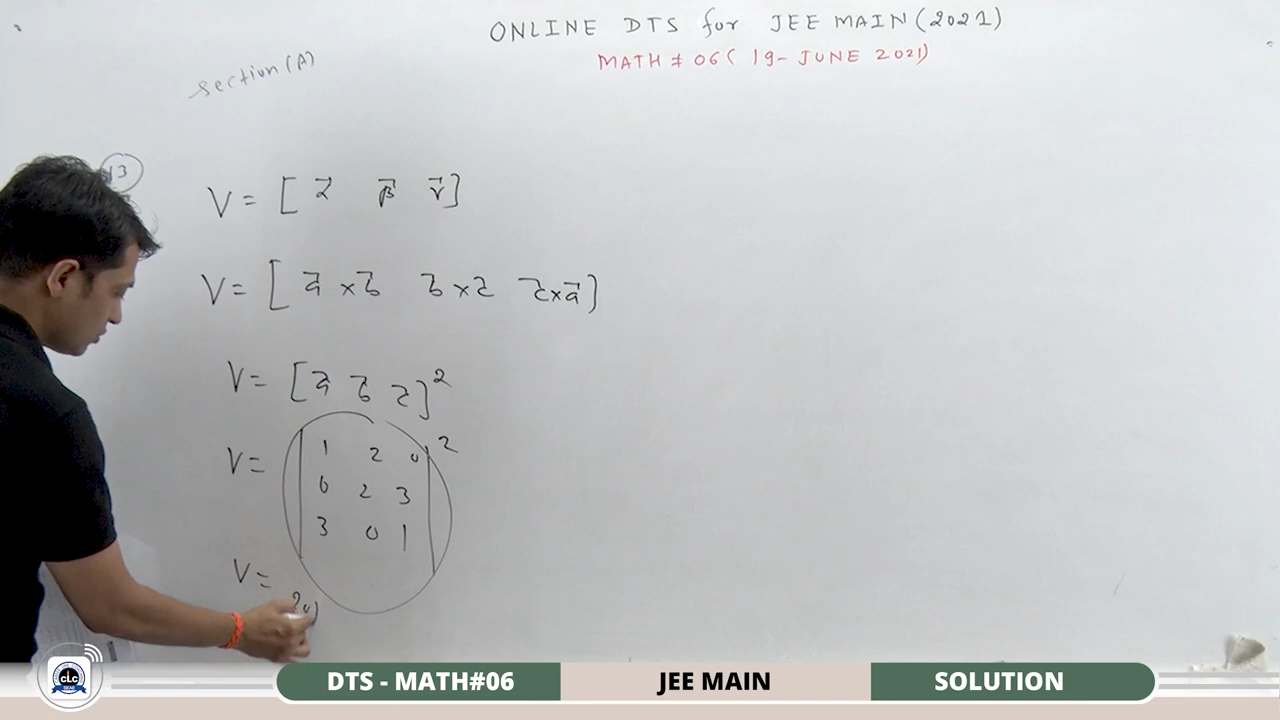 ONLINE DTS for JEE MAIN (2021)
MATH # 06 ( 19- JUNE 2021)
section (A)
13
V = [ α⃗ β⃗ γ⃗ ]
V = [ a⃗ × b⃗ b⃗ × c⃗ c⃗ × a⃗ ]
V = [ a⃗ b⃗ c⃗ ]²
V = | 1 2 0 |²
0 2 3
3 0 1
V =
CLC
DTS - MATH#06 JEE MAIN SOLUTION